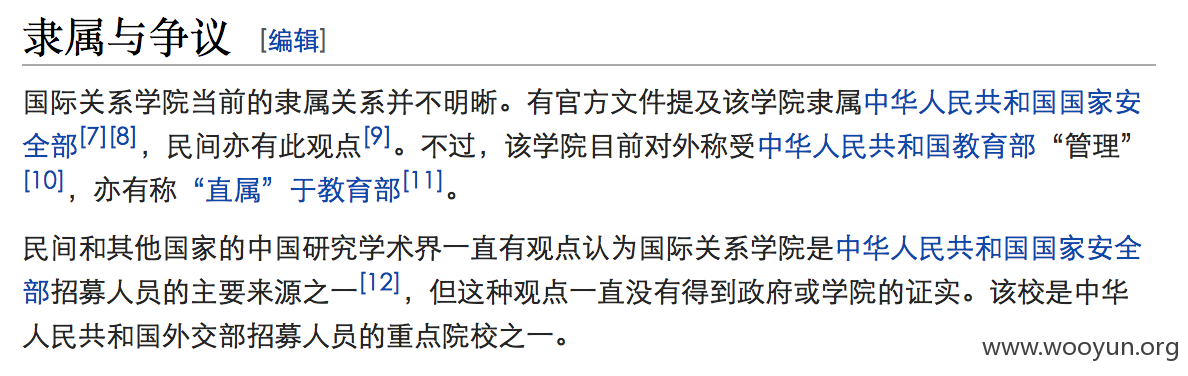 隶属与争议 [编辑]
国际关系学院当前的隶属关系并不明晰。有官方文件提及该学院隶属中华人民共和国国家安
全部[7][8]，民间亦有此观点[9]。不过，该学院目前对外称受中华人民共和国教育部“管理”
[10]，亦有称“直属”于教育部[11]。
民间和其他国家的中国研究学术界一直有观点认为国际关系学院是中华人民共和国国家安全
部招募人员的主要来源之一[12]，但这种观点一直没有得到政府或学院的证实。该校是中华
人民共和国外交部招募人员的重点院校之一。
www.wooyun.org